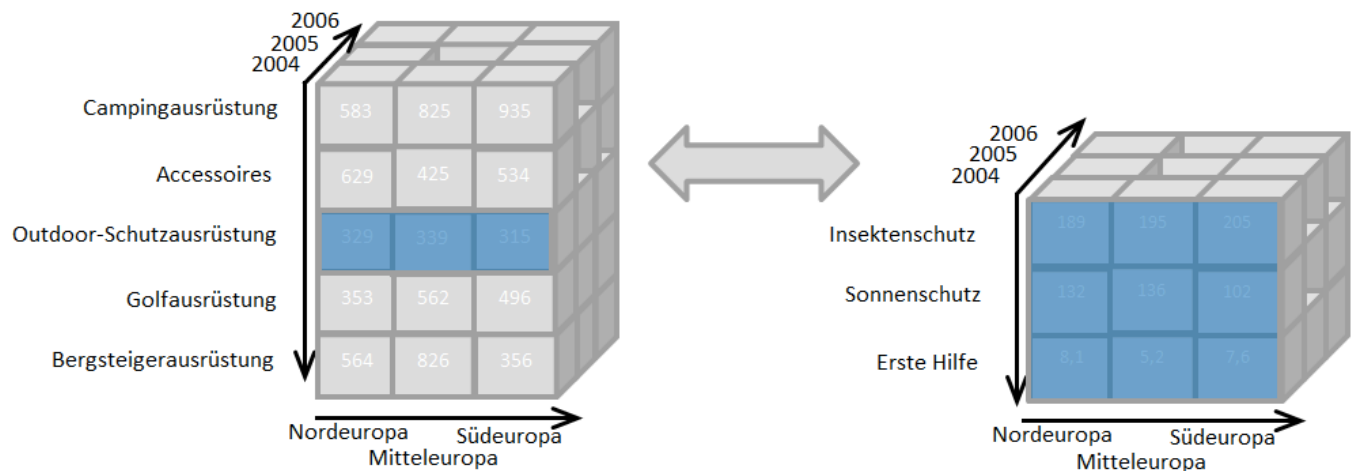 2006
2005
2004
Campingausrüstung 583 825 935
Accessoires 629 425 534
Outdoor-Schutzausrüstung 329 339 315
Golfausrüstung 353 562 496
Bergsteigerausrüstung 564 826 356
Nordeuropa Südeuropa
Mitteleuropa
2006
2005
2004
Insektenschutz 189 195 205
Sonnenschutz 132 136 102
Erste Hilfe 8,1 5,2 7,6
Nordeuropa Südeuropa
Mitteleuropa